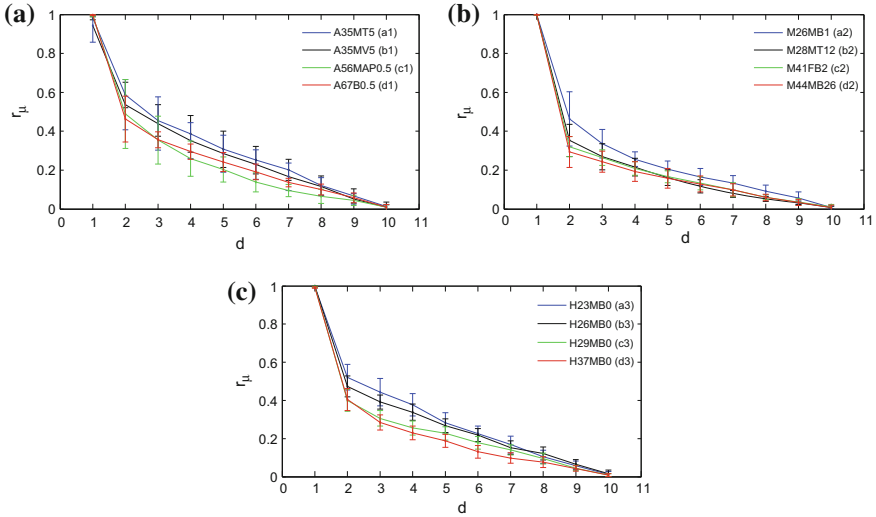 (a)
1
0.8
0.6
0.4
0.2
0
rμ
0 1 2 3 4 5 6 7 8 9 10 11
d
A35MT5 (a1)
A35MV5 (b1)
A56MAP0.5 (c1)
A67B0.5 (d1)
(b)
1
0.8
0.6
0.4
0.2
0
rμ
0 1 2 3 4 5 6 7 8 9 10 11
d
M26MB1 (a2)
M28MT12 (b2)
M41FB2 (c2)
M44MB26 (d2)
(c)
1
0.8
0.6
0.4
0.2
0
rμ
0 1 2 3 4 5 6 7 8 9 10 11
d
H23MB0 (a3)
H26MB0 (b3)
H29MB0 (c3)
H37MB0 (d3)